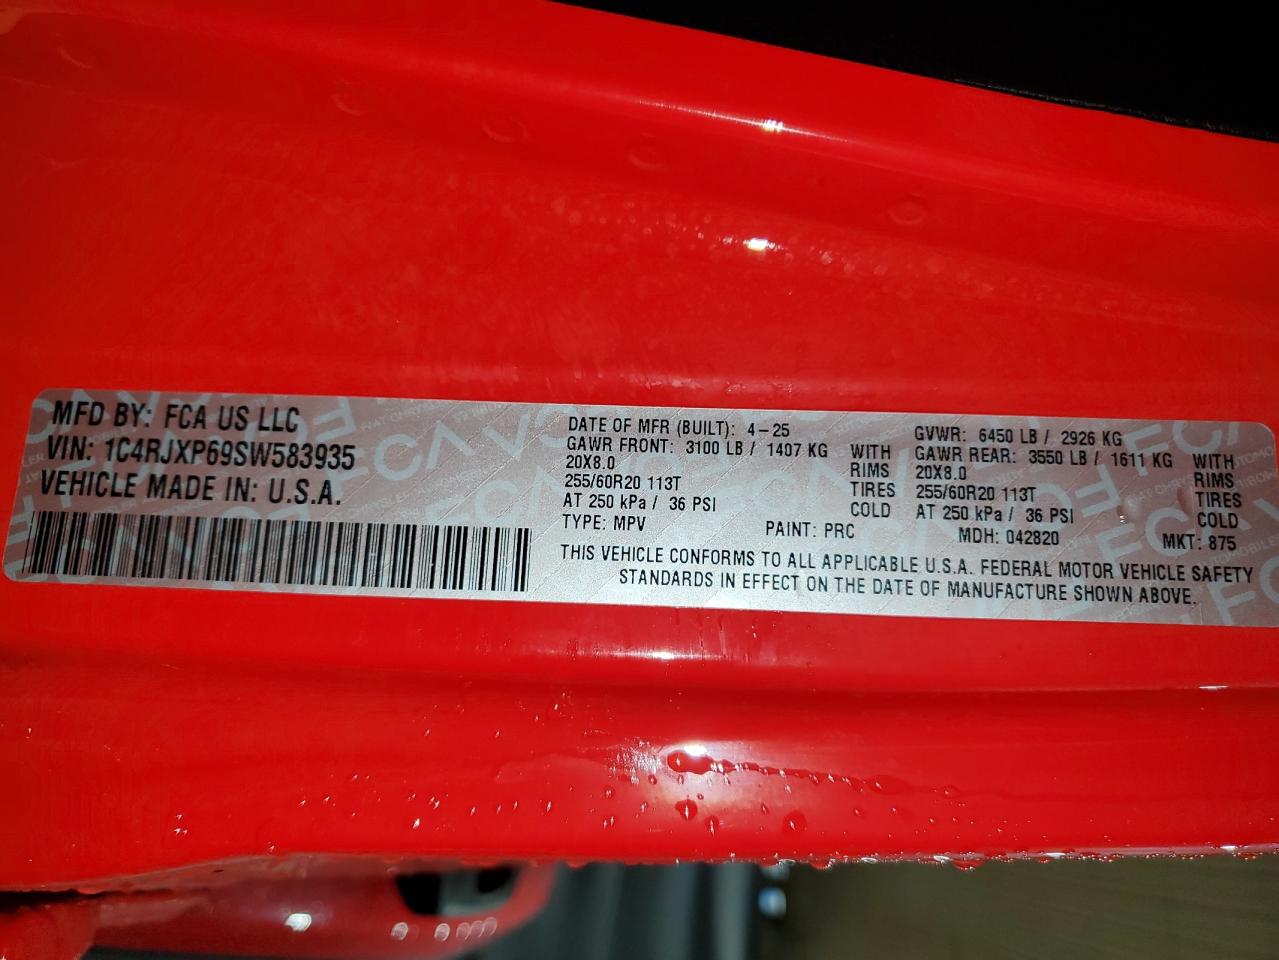 MFD BY: FCA US LLC
VIN: 1C4RJXP69SW583935
VEHICLE MADE IN: U.S.A.
DATE OF MFR (BUILT): 4-25
GAWR FRONT: 3100 LB / 1407 KG WITH
20X8.0 RIMS
255/60R20 113T TIRES
AT 250 kPa / 36 PSI COLD
TYPE: MPV PAINT: PRC
GVWR: 6450 LB / 2926 KG
GAWR REAR: 3550 LB / 1611 KG WITH
20X8.0 RIMS
255/60R20 113T TIRES
AT 250 kPa / 36 PSI COLD
MDH: 042820 MKT: 875
THIS VEHICLE CONFORMS TO ALL APPLICABLE U.S.A. FEDERAL MOTOR VEHICLE SAFETY
STANDARDS IN EFFECT ON THE DATE OF MANUFACTURE SHOWN ABOVE.